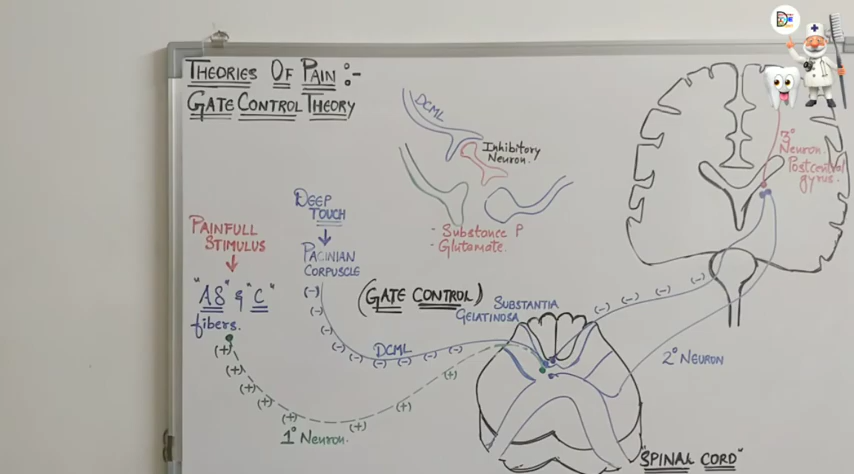 THEORIES OF PAIN :-
GATE CONTROL THEORY
DCML
Inhibitory
Neuron.
- Substance P
- Glutamate.
3°
Neuron.
Postcentral
gyrus.
DEEP
TOUCH
PACINIAN
CORPUSCLE
PAINFULL
STIMULUS
"Aδ" & "C"
fibers.
(GATE CONTROL)
SUBSTANTIA
GELATINOSA
(-)
(-)
(-)
(-)
(-)
(-)
(-)
(-)
DCML
(-)
(-)
(-)
(-)
(+)
(+)
(+)
(+)
(+)
(+)
(+)
(+)
1° Neuron.
2° NEURON
"SPINAL CORD"